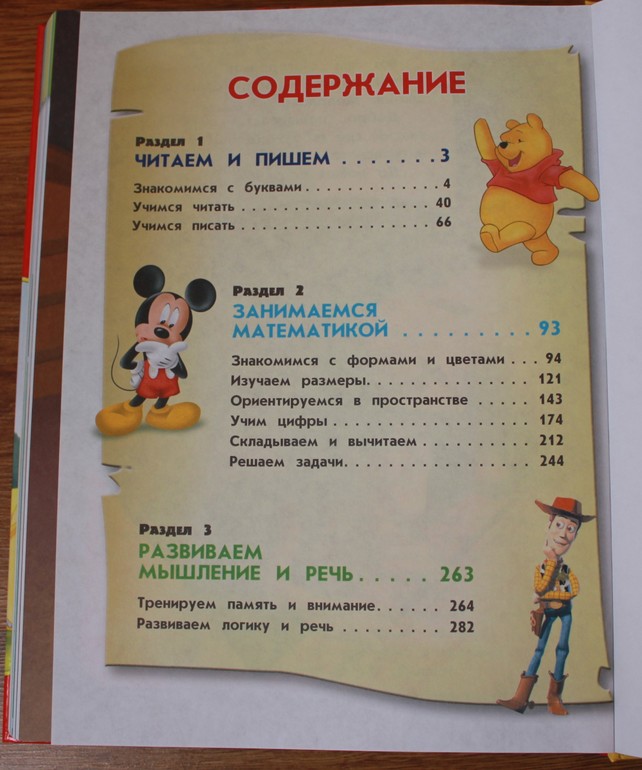 СОДЕРЖАНИЕ
Раздел 1
ЧИТАЕМ И ПИШЕМ . . . . . . . 3
Знакомимся с буквами . . . . . . . . . . . . . . 4
Учимся читать . . . . . . . . . . . . . . . . . . . . 40
Учимся писать . . . . . . . . . . . . . . . . . . . . 66
Раздел 2
ЗАНИМАЕМСЯ
МАТЕМАТИКОЙ . . . . . . . . . 93
Знакомимся с формами и цветами . . . 94
Изучаем размеры. . . . . . . . . . . . . . . . . 121
Ориентируемся в пространстве . . . . . . 143
Учим цифры . . . . . . . . . . . . . . . . . . . . 174
Складываем и вычитаем . . . . . . . . . . . 212
Решаем задачи. . . . . . . . . . . . . . . . . . . 244
Раздел 3
РАЗВИВАЕМ
МЫШЛЕНИЕ И РЕЧЬ . . . . . 263
Тренируем память и внимание. . . . . . 264
Развиваем логику и речь . . . . . . . . . 282